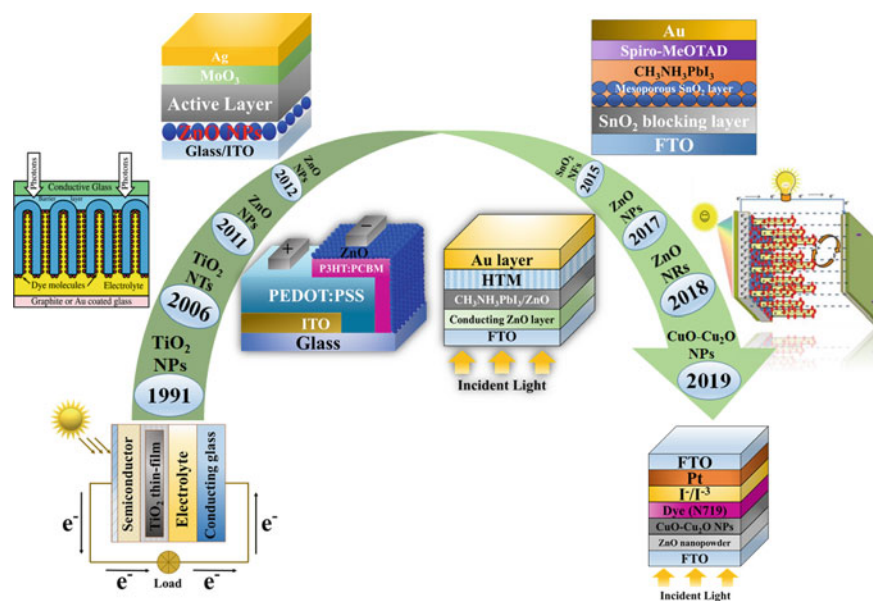 Ag
MoO₃
Active Layer
ZnO NPs
Glass/ITO
Au
Spiro-MeOTAD
CH₃NH₃PbI₃
Mesoporous SnO₂ layer
SnO₂ blocking layer
FTO
Photons
Photons
Conductive Glass
Barrier layer
Dye molecules
Electrolyte
Graphite or Au coated glass
TiO₂
NPs
1991
TiO₂
NTs
2006
ZnO
NPs
2011
ZnO
NPs
2012
SnO₂
NFs
2015
ZnO
NPs
2017
ZnO
NRs
2018
CuO-Cu₂O
NPs
2019
+
−
ZnO
P3HT:PCBM
PEDOT:PSS
ITO
Glass
Au layer
HTM
CH₃NH₃PbI₃/ZnO
Conducting ZnO layer
FTO
Incident Light
Semiconductor
TiO₂ thin-film
Electrolyte
Conducting glass
e⁻
e⁻
e⁻
e⁻
Load
FTO
Pt
I⁻/I⁻³
Dye (N719)
CuO-Cu₂O NPs
ZnO nanopowder
FTO
Incident Light